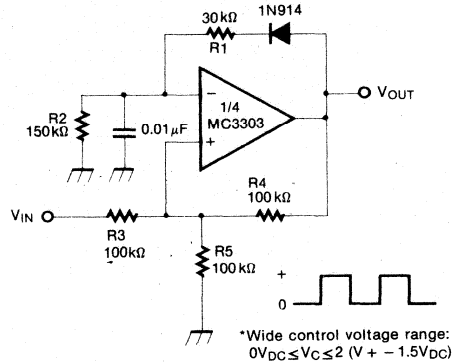 30kΩ
1N914
R1
VOUT
1/4
MC3303
−
+
R2
150kΩ
0.01μF
R4
100kΩ
VIN
R3
100kΩ
R5
100kΩ
+
0
*Wide control voltage range:
0VDC≤VC≤2 (V + −1.5VDC)